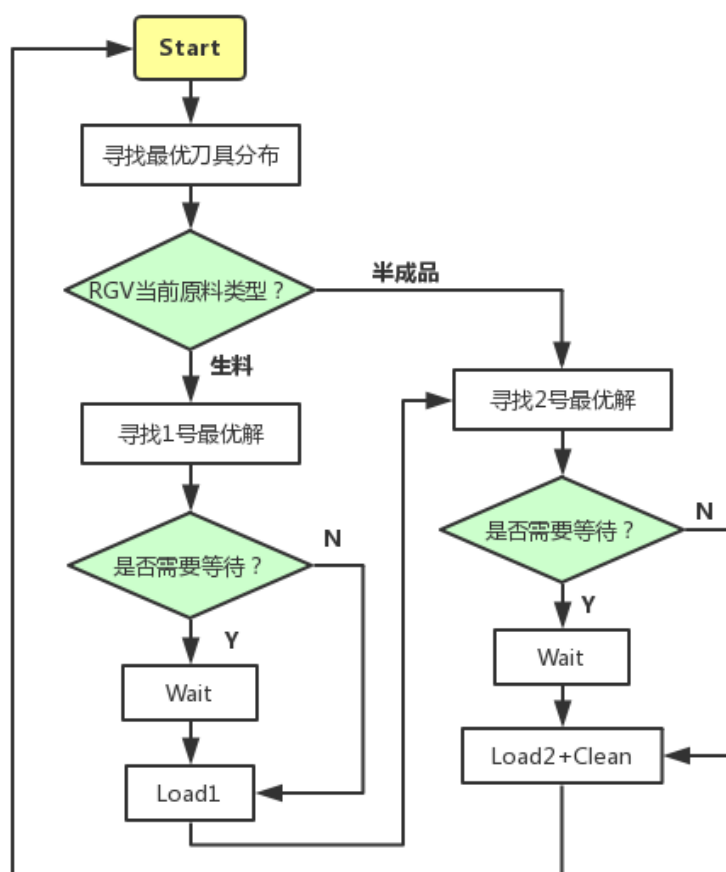 Start
寻找最优刀具分布
RGV当前原料类型？
半成品
生料
寻找1号最优解
是否需要等待？
N
Y
Wait
Load1
寻找2号最优解
是否需要等待？
N
Y
Wait
Load2+Clean